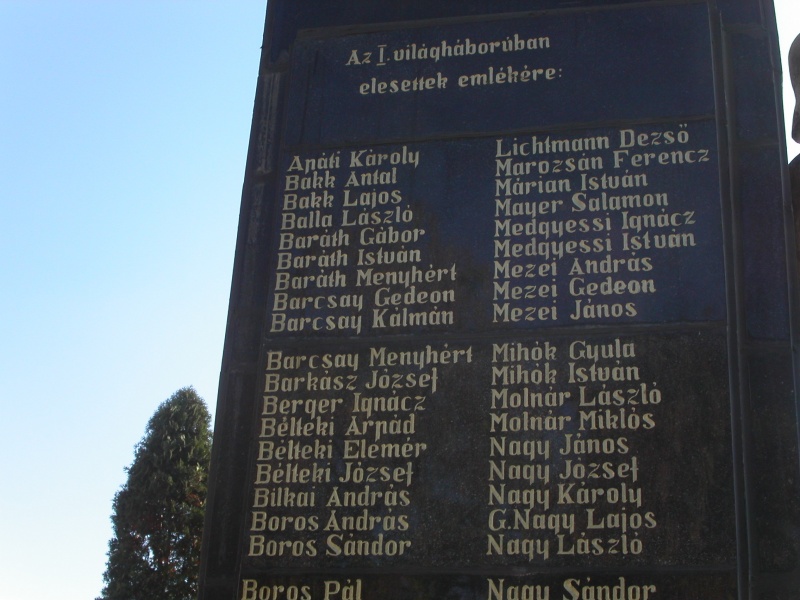 Az I. világháborúban
elesettek emlékére:
Apáti Károly
Bakk Antal
Bakk Lajos
Balla László
Baráth Gábor
Baráth István
Baráth Menyhért
Barcsay Gedeon
Barcsay Kálmán
Barcsay Menyhért
Barkász József
Berger Ignácz
Bélteki Árpád
Bélteki Elemér
Bélteki József
Bilkai András
Boros András
Boros Sándor
Boros Pál
Lichtmann Dezső
Marozsán Ferencz
Márian István
Mayer Salamon
Medgyessi Ignácz
Medgyessi István
Mezei András
Mezei Gedeon
Mezei János
Mihók Gyula
Mihók István
Molnár László
Molnár Miklós
Nagy János
Nagy József
Nagy Károly
G.Nagy Lajos
Nagy László
Nagy Sándor